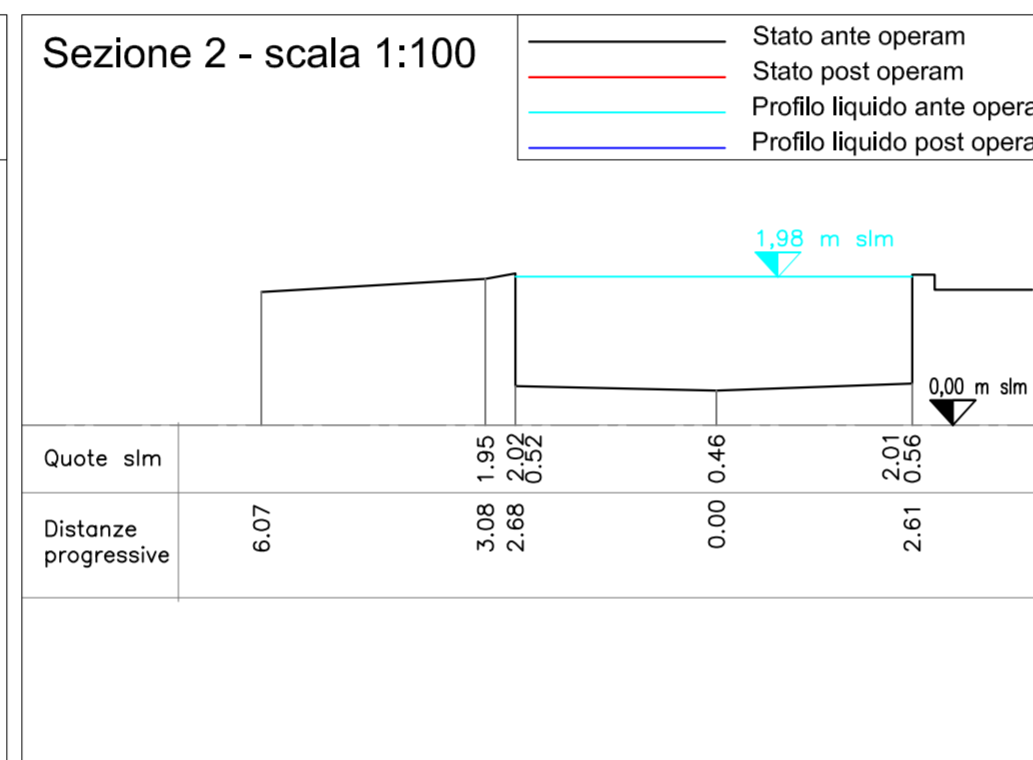 Sezione 2 - scala 1:100
Stato ante operam
Stato post operam
Profilo liquido ante opera
Profilo liquido post opera
1,98 m slm
0,00 m slm
Quote slm
1.95
2.02
0.52
0.46
2.01
0.56
Distanze
progressive
6.07
3.08
2.68
0.00
2.61